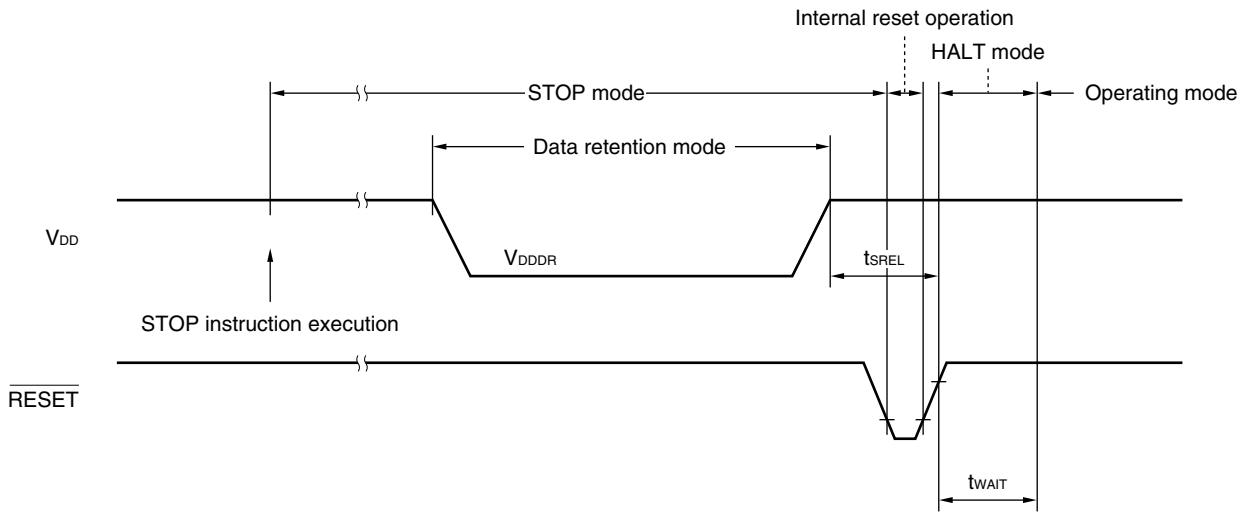 Internal reset operation
HALT mode
STOP mode
Operating mode
Data retention mode
VDD
VDDDR
tSREL
STOP instruction execution
RESET
tWAIT